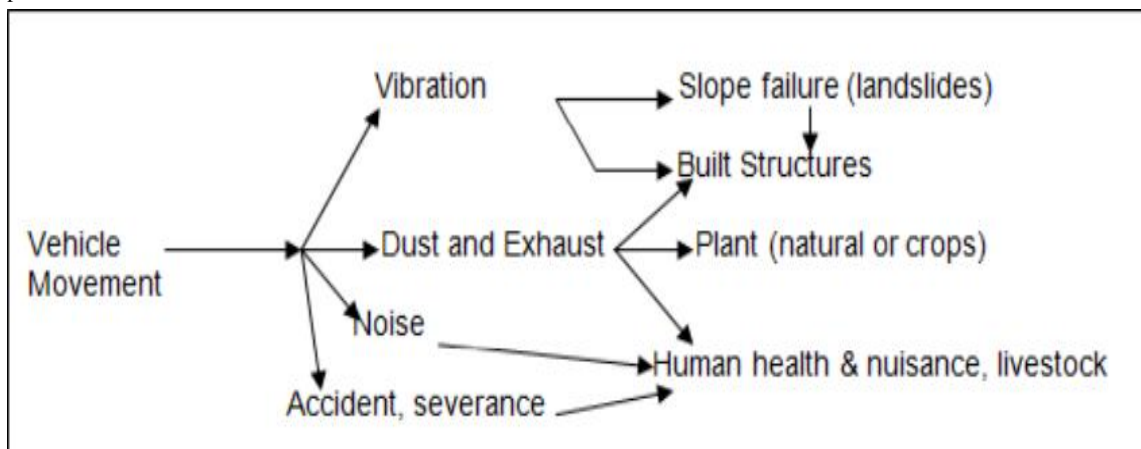 Vibration
Slope failure (landslides)
Built Structures
Vehicle
Movement
Dust and Exhaust
Plant (natural or crops)
Noise
Human health & nuisance, livestock
Accident, severance